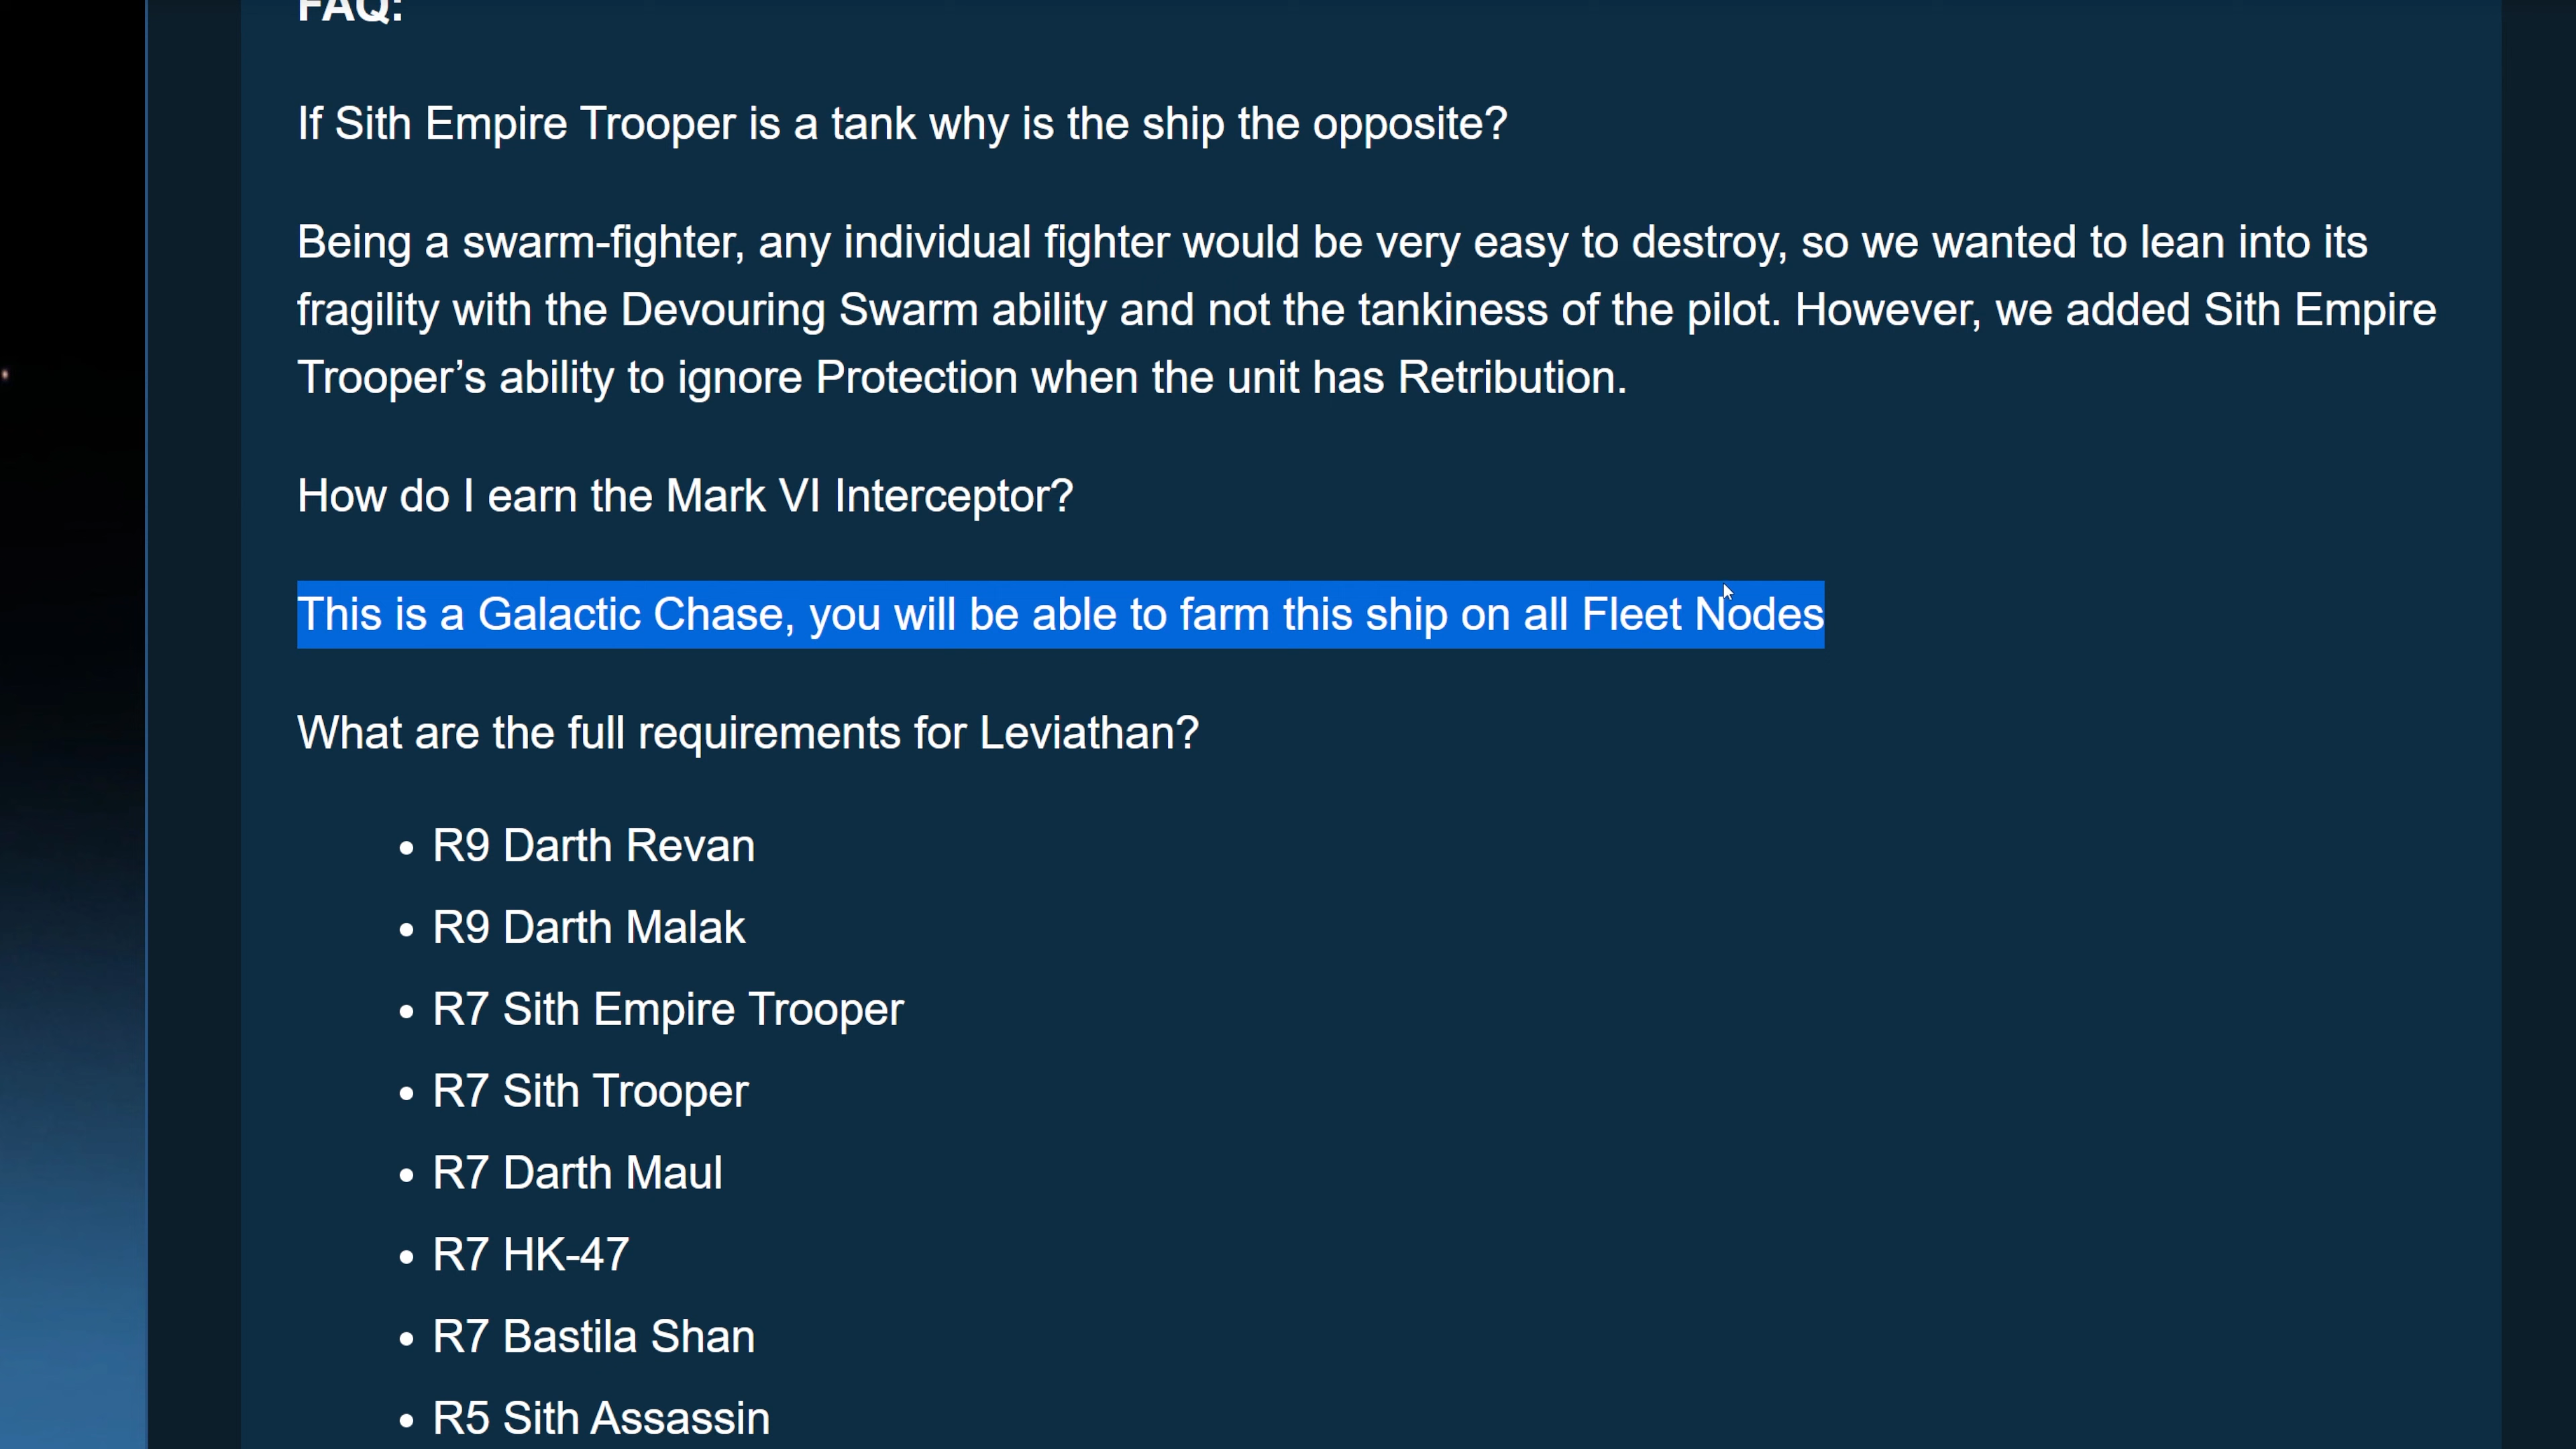 FAQ:
If Sith Empire Trooper is a tank why is the ship the opposite?
Being a swarm-fighter, any individual fighter would be very easy to destroy, so we wanted to lean into its
fragility with the Devouring Swarm ability and not the tankiness of the pilot. However, we added Sith Empire
Trooper’s ability to ignore Protection when the unit has Retribution.
How do I earn the Mark VI Interceptor?
This is a Galactic Chase, you will be able to farm this ship on all Fleet Nodes
What are the full requirements for Leviathan?
• R9 Darth Revan
• R9 Darth Malak
• R7 Sith Empire Trooper
• R7 Sith Trooper
• R7 Darth Maul
• R7 HK-47
• R7 Bastila Shan
• R5 Sith Assassin